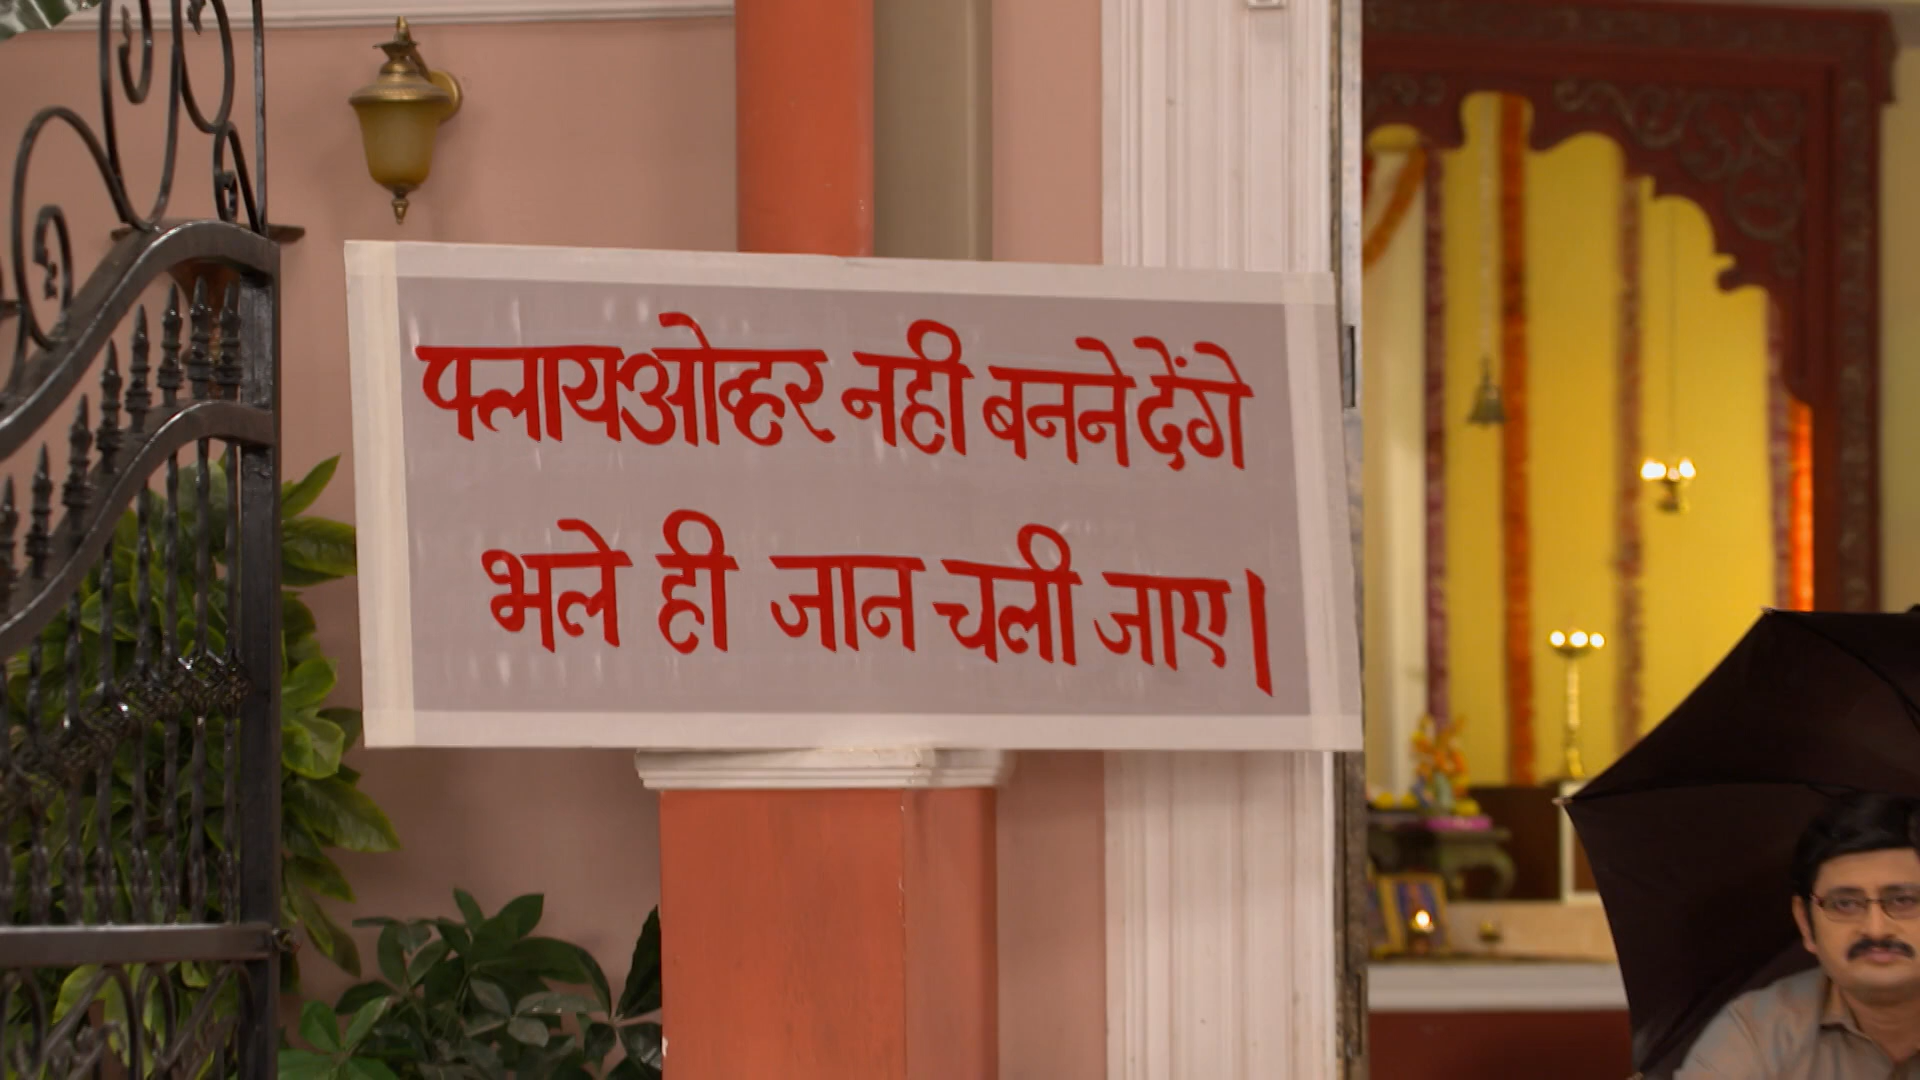 फ्लायओव्हर नही बनने देंगे
भले ही जान चली जाए।